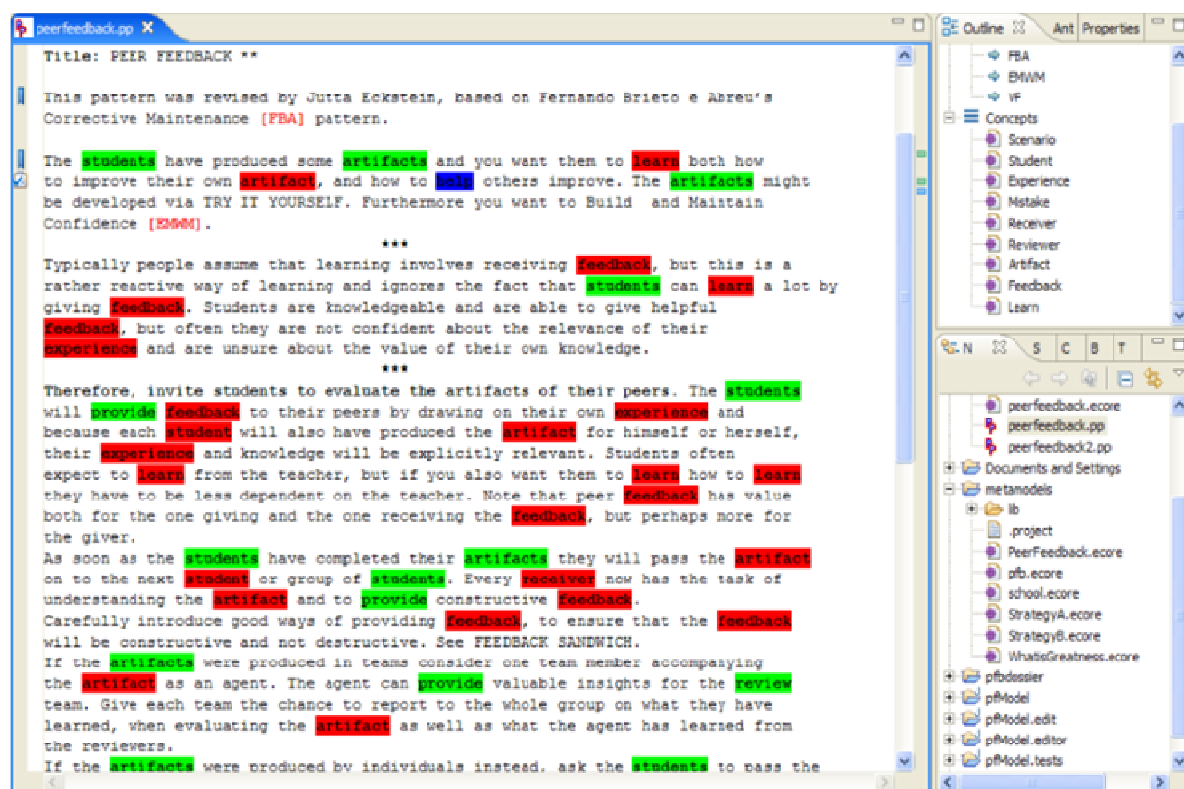 peerfeedback.pp
Title: PEER FEEDBACK **
This pattern was revised by Jutta Eckstein, based on Fernando Brieto e Abreu's
Corrective Maintenance [FBA] pattern.
The students have produced some artifacts and you want them to learn both how
to improve their own artifact, and how to help others improve. The artifacts might
be developed via TRY IT YOURSELF. Furthermore you want to Build and Maintain
Confidence [EMWM].
***
Typically people assume that learning involves receiving feedback, but this is a
rather reactive way of learning and ignores the fact that students can learn a lot by
giving feedback. Students are knowledgeable and are able to give helpful
feedback, but often they are not confident about the relevance of their
experience and are unsure about the value of their own knowledge.
***
Therefore, invite students to evaluate the artifacts of their peers. The students
will provide feedback to their peers by drawing on their own experience and
because each student will also have produced the artifact for himself or herself,
their experience and knowledge will be explicitly relevant. Students often
expect to learn from the teacher, but if you also want them to learn how to learn
they have to be less dependent on the teacher. Note that peer feedback has value
both for the one giving and the one receiving the feedback, but perhaps more for
the giver.
As soon as the students have completed their artifacts they will pass the artifact
on to the next student or group of students. Every receiver now has the task of
understanding the artifact and to provide constructive feedback.
Carefully introduce good ways of providing feedback, to ensure that the feedback
will be constructive and not destructive. See FEEDBACK SANDWICH.
If the artifacts were produced in teams consider one team member accompanying
the artifact as an agent. The agent can provide valuable insights for the review
team. Give each team the chance to report to the whole group on what they have
learned, when evaluating the artifact as well as what the agent has learned from
the reviewers.
If the artifacts were produced by individuals instead, ask the students to pass the
Outline Ant Properties
FBA
EMWM
VF
Concepts
Scenario
Student
Experience
Mistake
Receiver
Reviewer
Artifact
Feedback
Learn
N S C B T
peerfeedback.ecore
peerfeedback.pp
peerfeedback2.pp
Documents and Settings
metamodels
lib
.project
PeerFeedback.ecore
pfb.ecore
school.ecore
StrategyA.ecore
StrategyB.ecore
WhatisGreatness.ecore
pfbdossier
pfModel
pfModel.edit
pfModel.editor
pfModel.tests